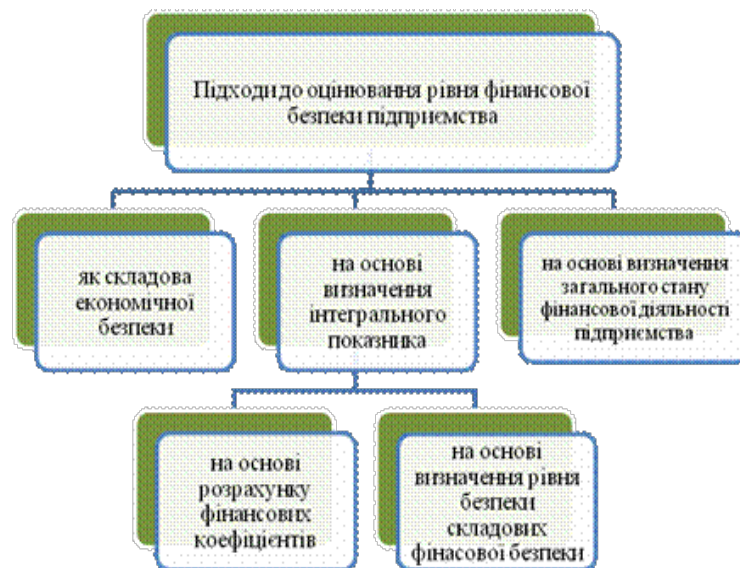 Підходи до оцінювання рівня фінансової
безпеки підприємства
як складова
економічної
безпеки
на основі
визначення
інтегрального
показника
на основі визначення
загального стану
фінансової діяльності
підприємства
на основі
розрахунку
фінансових
коефіцієнтів
на основі
визначення рівня
безпеки
складових
фінасової безпеки